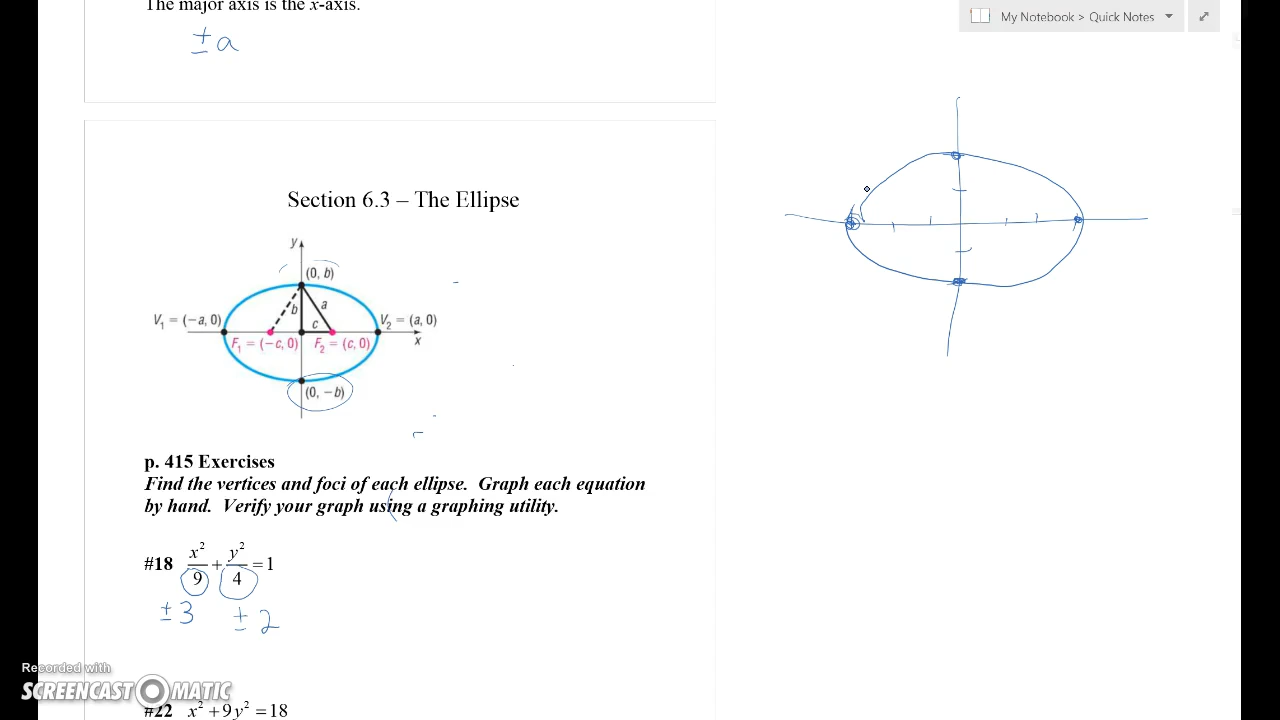 The major axis is the x-axis.
My Notebook > Quick Notes
± a
Section 6.3 – The Ellipse
y
(0, b)
b
a
c
V₁ = (−a, 0)
V₂ = (a, 0)
F₁ = (−c, 0)
F₂ = (c, 0)
x
(0, −b)
p. 415 Exercises
Find the vertices and foci of each ellipse. Graph each equation
by hand. Verify your graph using a graphing utility.
#18 x²/9 + y²/4 = 1
± 3 ± 2
Recorded with
SCREENCAST-O-MATIC
#22 x² + 9y² = 18